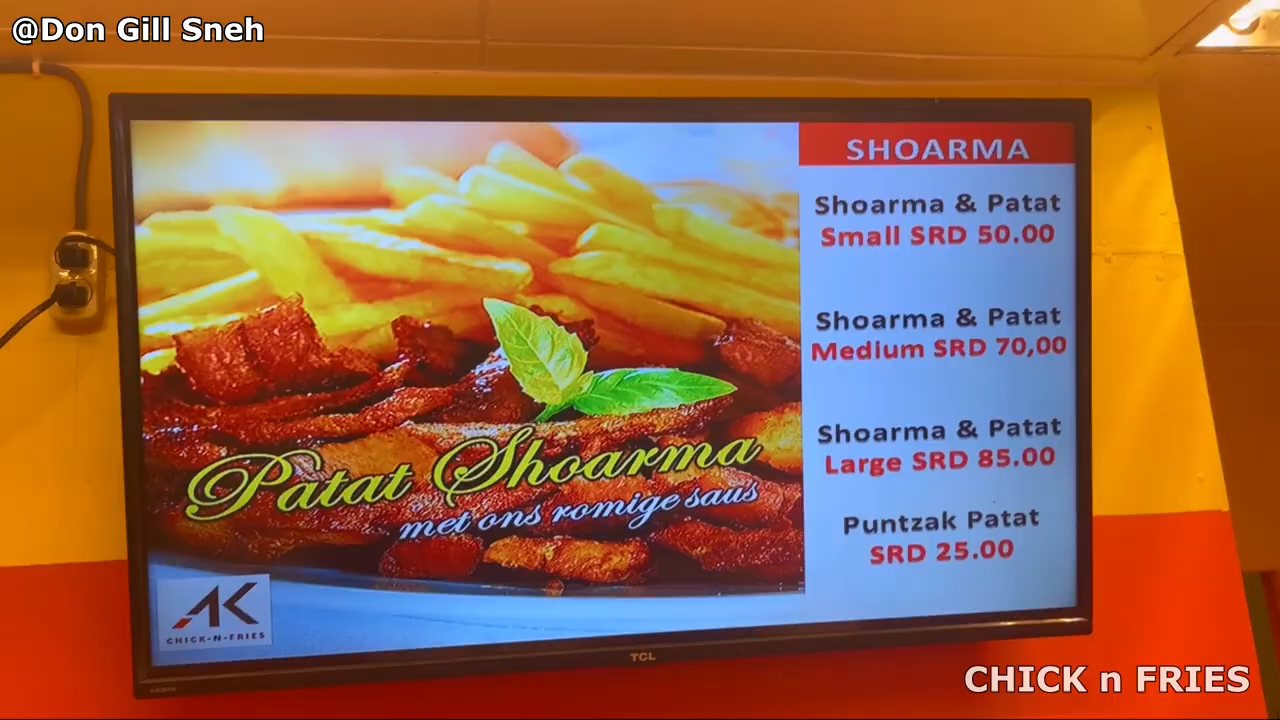 @Don Gill Sneh
SHOARMA
Shoarma & Patat
Small SRD 50.00
Shoarma & Patat
Medium SRD 70,00
Shoarma & Patat
Large SRD 85.00
Puntzak Patat
SRD 25.00
Patat Shoarma
met ons romige saus
AK
CHICK-N-FRIES
TCL
CHICK n FRIES